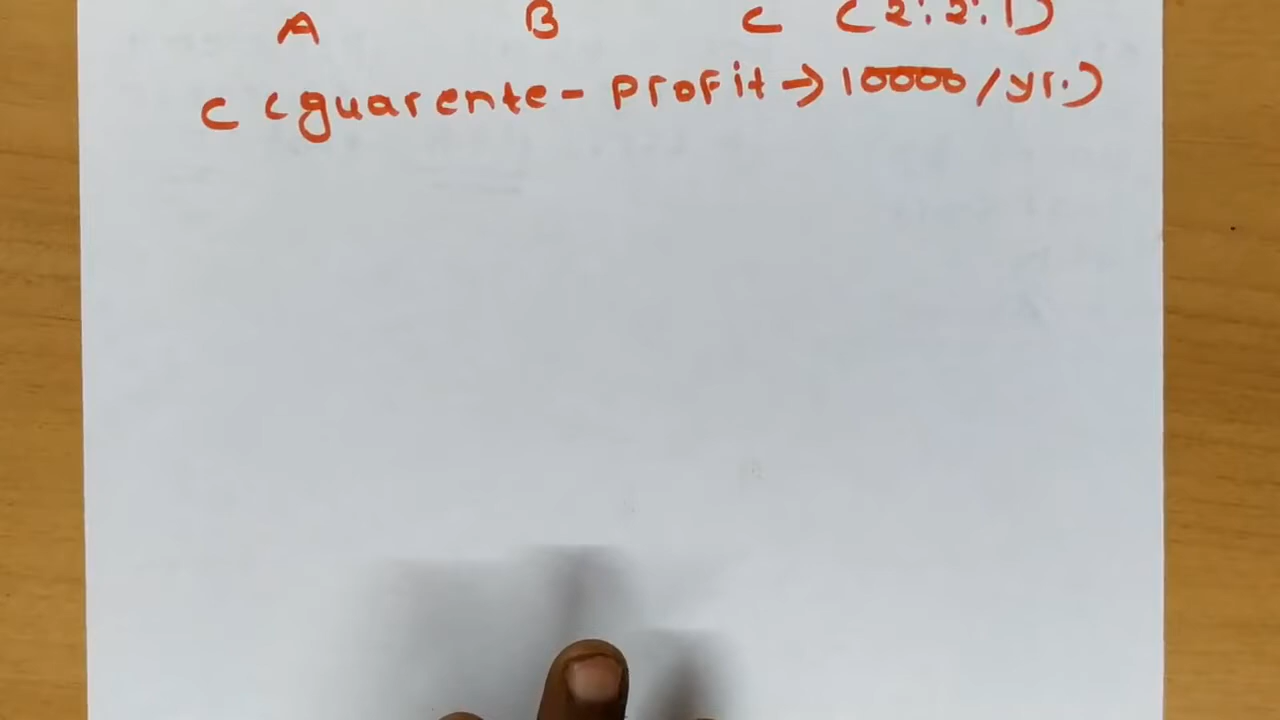 A B C (2:2:1)
C (guarente- profit → 10000/yr.)